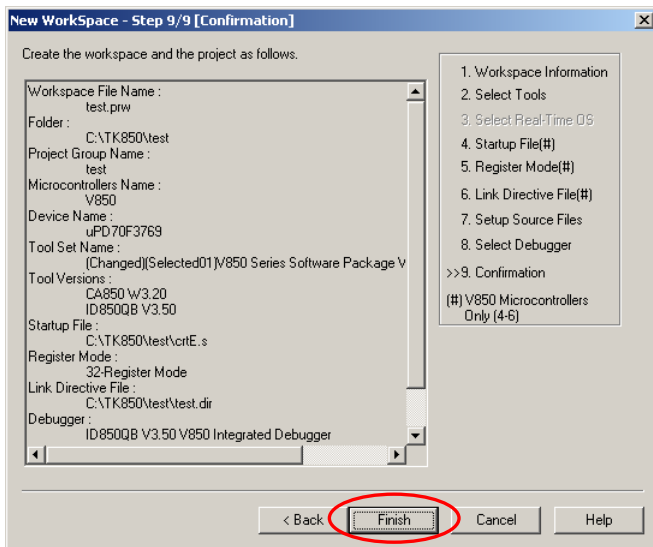 New WorkSpace - Step 9/9 [Confirmation]
Create the workspace and the project as follows.
Workspace File Name :
test.prw
Folder :
C:\TK850\test
Project Group Name :
test
Microcontrollers Name :
V850
Device Name :
uPD70F3769
Tool Set Name :
(Changed)(Selected01)V850 Series Software Package V
Tool Versions :
CA850 W3.20
ID850QB V3.50
Startup File :
C:\TK850\test\crtE.s
Register Mode :
32-Register Mode
Link Directive File :
C:\TK850\test\test.dir
Debugger :
ID850QB V3.50 V850 Integrated Debugger
1. Workspace Information
2. Select Tools
3. Select Real-Time OS
4. Startup File(#)
5. Register Mode(#)
6. Link Directive File(#)
7. Setup Source Files
8. Select Debugger
>>9. Confirmation
(#) V850 Microcontrollers
Only (4-6)
< Back
Finish
Cancel
Help